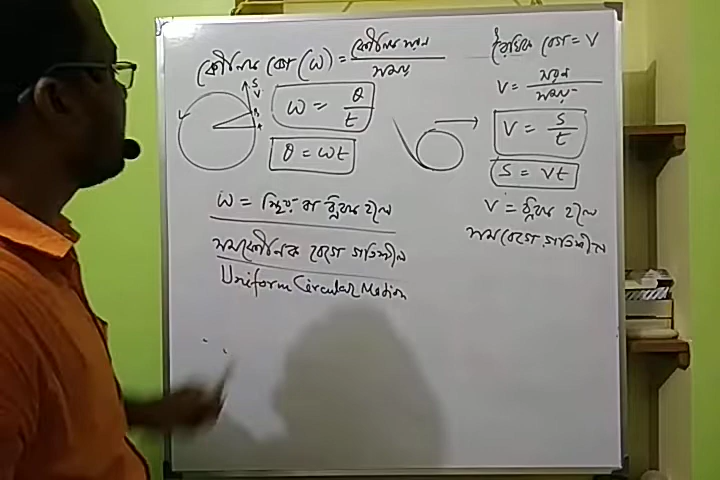 কৌণিক বেগ (ω) = কৌণিক সরণ / সময়
ω = θ / t
θ = ωt
S
V
ω = স্থির বা ধ্রুবক হলে
সমকৌণিক বেগে গতিশীল
Uniform Circular Motion
রৈখিক বেগ = V
V = সরণ / সময়
V = S / t
S = Vt
V = ধ্রুবক হলে
সমবেগে গতিশীল